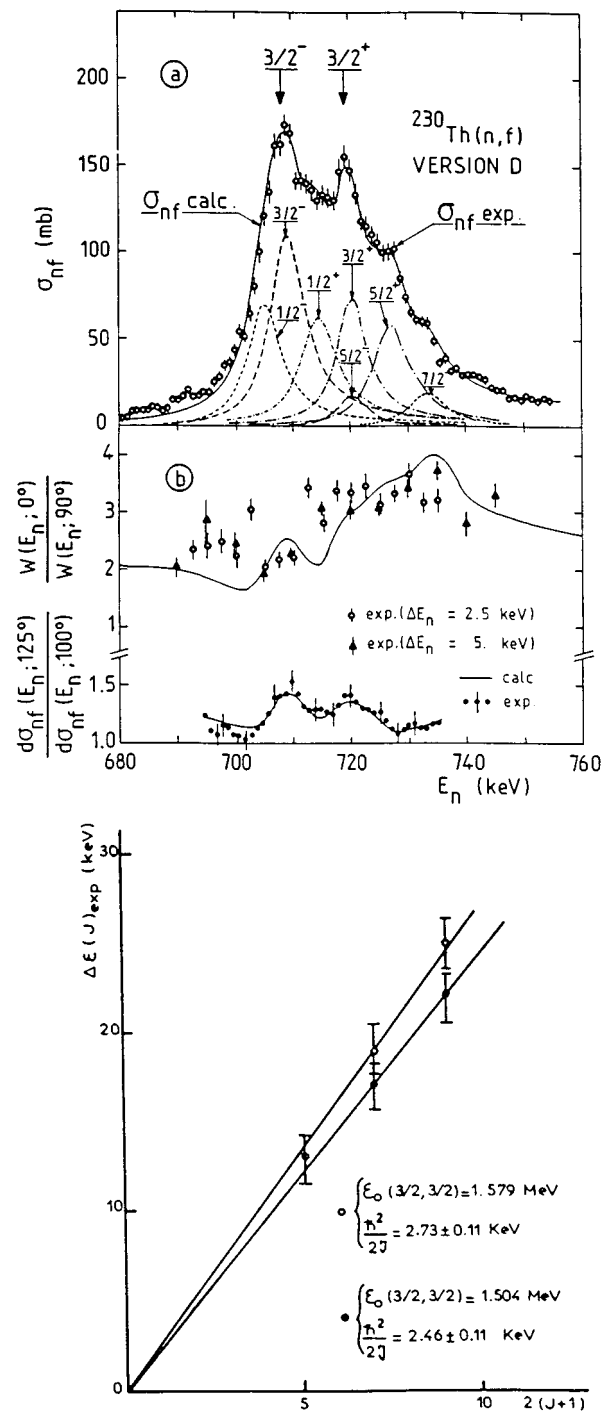 3/2⁻ 3/2⁺
200
ⓐ
²³⁰Th(n,f)
VERSION D
150
σnf calc.
3/2⁻
σnf exp.
σnf (mb)
100
3/2⁺
1/2⁺
5/2⁺
1/2⁻
50
5/2⁻
7/2⁻
0
4
ⓑ
W(En; 0°)
W(En; 90°)
3
2
1
exp.(ΔEn = 2.5 keV)
exp.(ΔEn = 5. keV)
calc
exp.
dσnf(En; 125°)
dσnf(En; 100°)
1.5
1.0
680 700 720 740 760
En (keV)
30
Δε(J)exp (keV)
20
10
ε₀(3/2,3/2)=1.579 MeV
ħ²
2J = 2.73±0.11 KeV
ε₀(3/2,3/2)=1.504 MeV
ħ²
2J = 2.46±0.11 KeV
0
5 10 2(J+1)